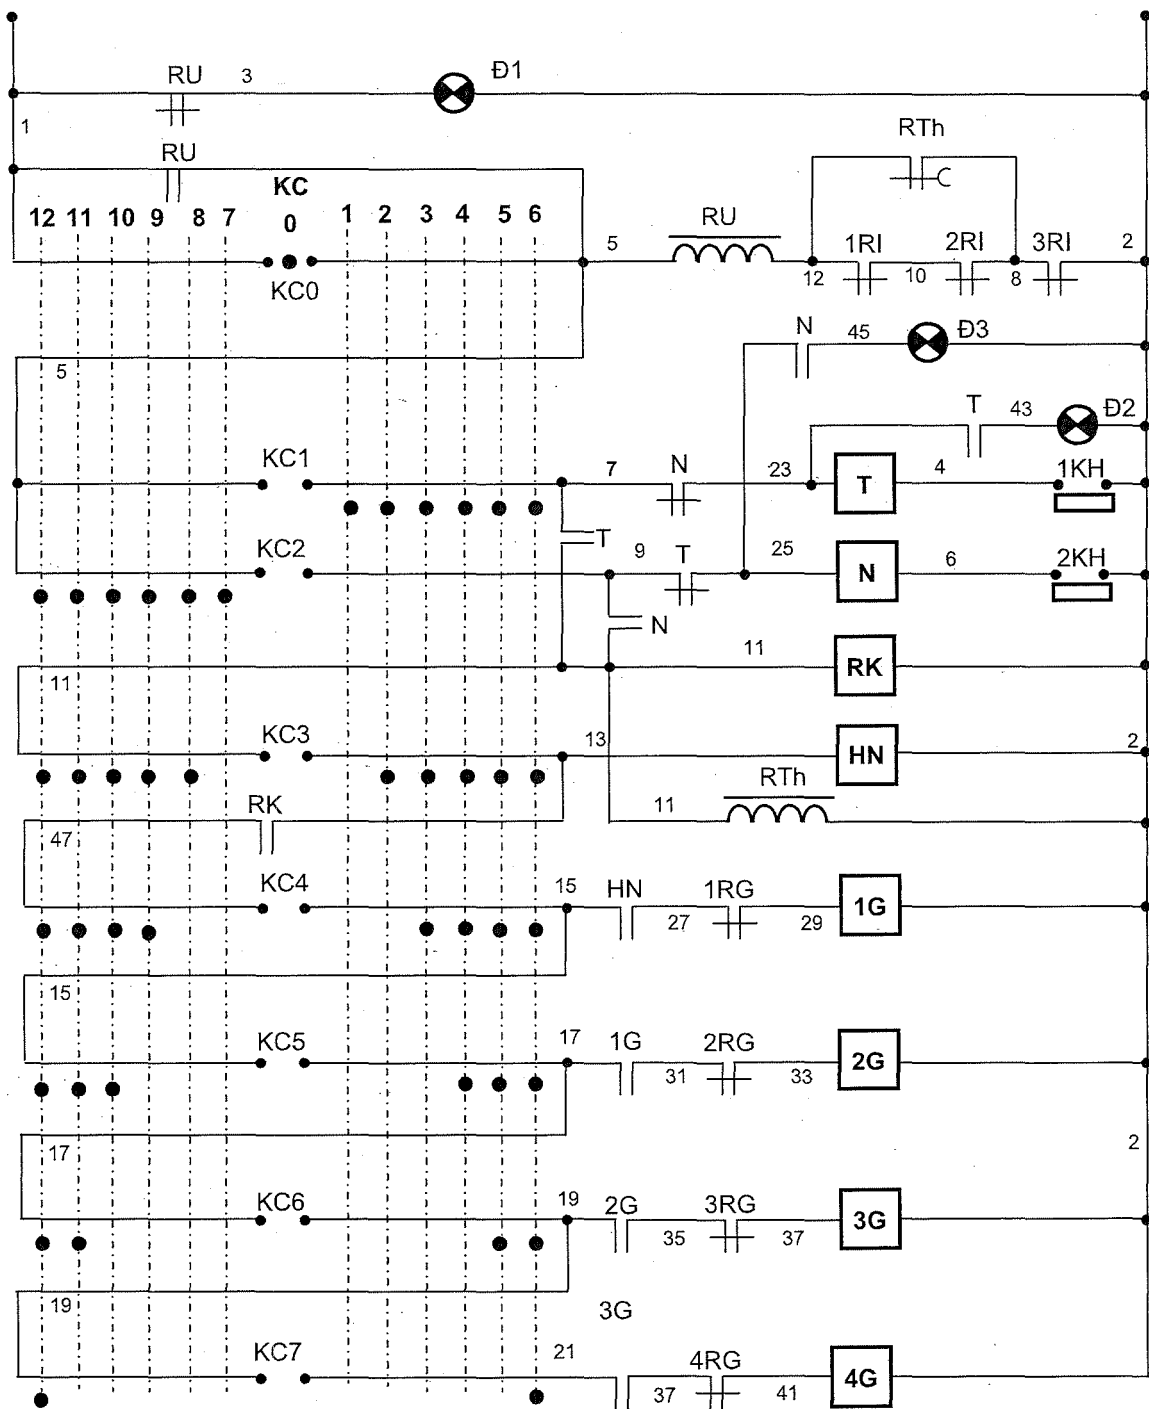 RU 3 Đ1
1
RTh
RU
KC
12 11 10 9 8 7 0 1 2 3 4 5 6
RU
5
1RI 2RI 3RI 2
12 10 8
KC0
N 45 Đ3
5
T 43 Đ2
KC1 7 N 23 T 4 1KH
T
KC2 9 T 25 N 6 2KH
N
11 RK
11
KC3 13 HN 2
RTh
RK 11
47
KC4 15 HN 1RG 1G
27 29
15
KC5 17 1G 2RG 2G
31 33
17 2
KC6 19 2G 3RG 3G
35 37
19 3G
KC7 21 4RG 4G
37 41